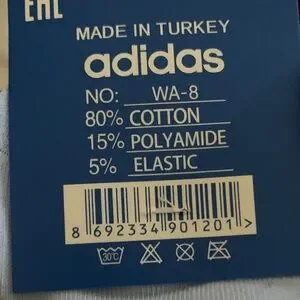 EAC
MADE IN TURKEY
adidas
NO: WA-8
80% COTTON
15% POLYAMIDE
5% ELASTIC
8 692334 901201 >
30°C